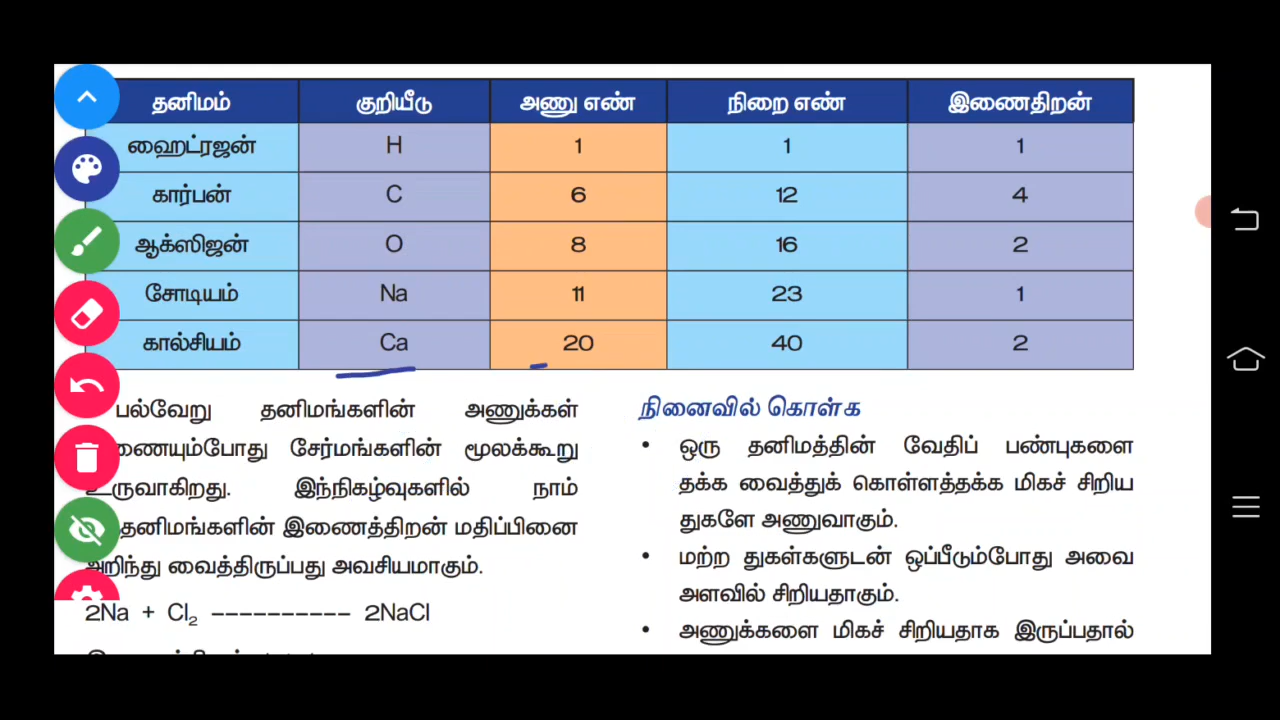 தனிமம் குறியீடு அணு எண் நிறை எண் இணைதிறன்
ஹைட்ரஜன் H 1 1 1
கார்பன் C 6 12 4
ஆக்ஸிஜன் O 8 16 2
சோடியம் Na 11 23 1
கால்சியம் Ca 20 40 2
பல்வேறு தனிமங்களின் அணுக்கள்
சேர்மங்களின் மூலக்கூறு
உருவாகிறது. இந்நிகழ்வுகளில் நாம்
தனிமங்களின் இணைத்திறன் மதிப்பினை
அறிந்து வைத்திருப்பது அவசியமாகும்.
2Na + Cl₂ ---------- 2NaCl
நினைவில் கொள்க
• ஒரு தனிமத்தின் வேதிப் பண்புகளை
தக்க வைத்துக் கொள்ளத்தக்க மிகச் சிறிய
துகளே அணுவாகும்.
• மற்ற துகள்களுடன் ஒப்பீடும்போது அவை
அளவில் சிறியதாகும்.
• அணுக்களை மிகச் சிறியதாக இருப்பதால்